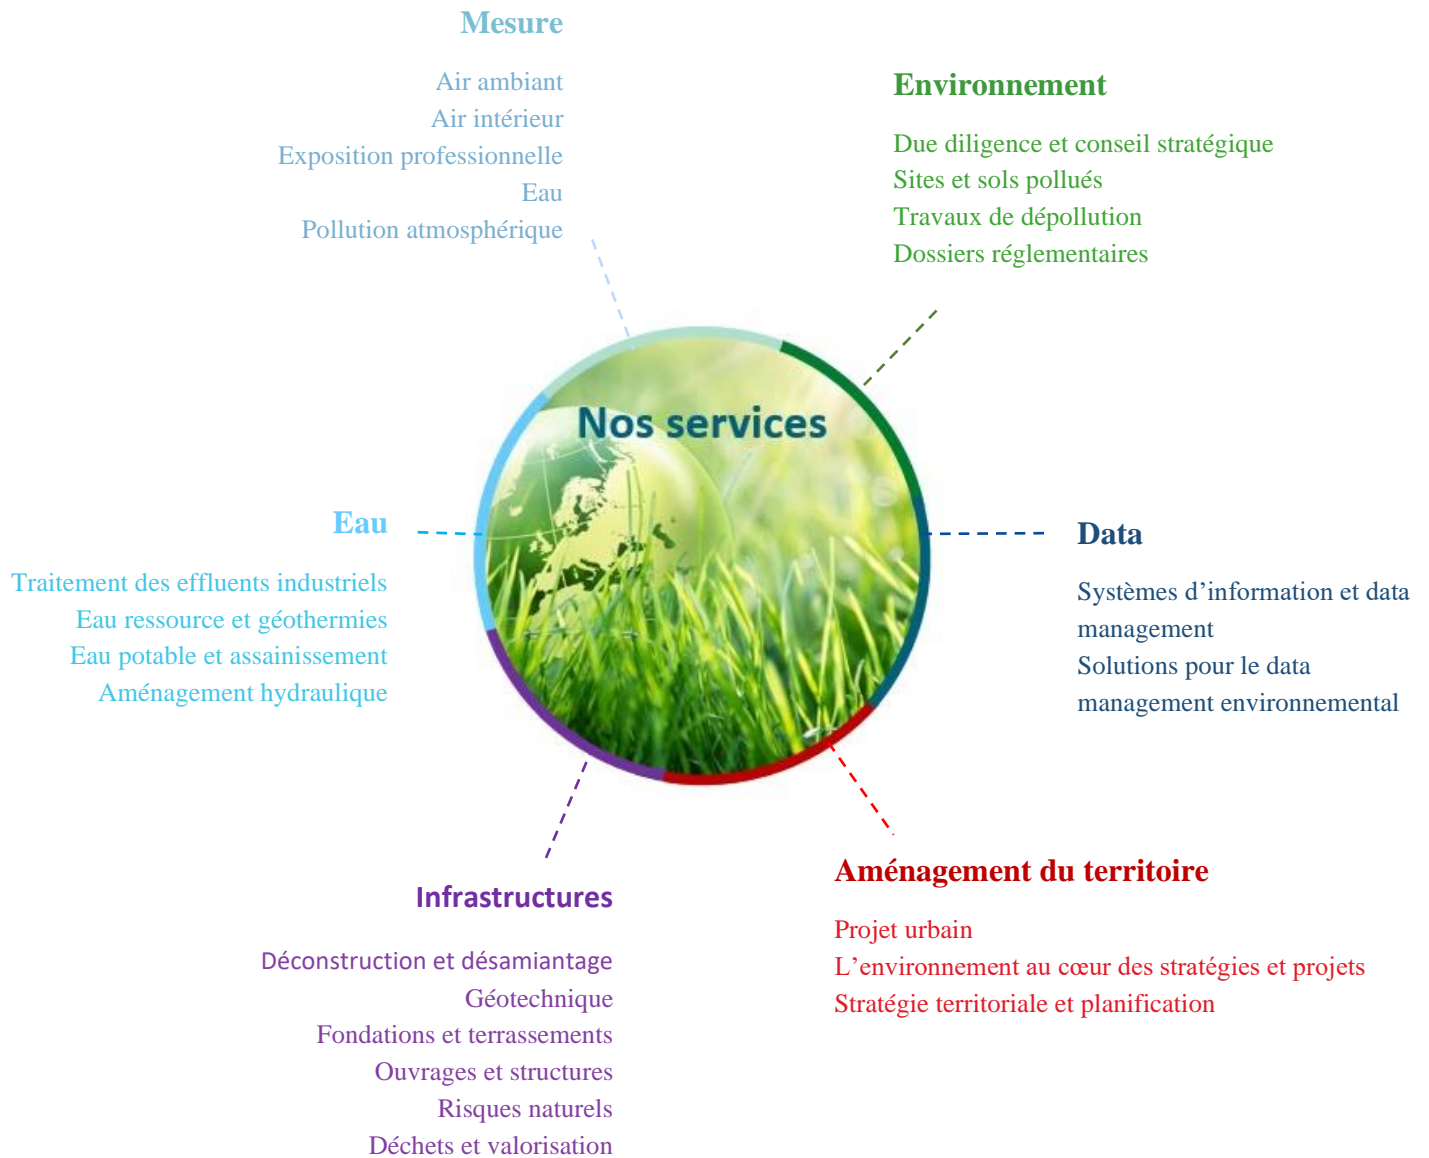 Mesure
Air ambiant
Air intérieur
Exposition professionnelle
Eau
Pollution atmosphérique
Environnement
Due diligence et conseil stratégique
Sites et sols pollués
Travaux de dépollution
Dossiers réglementaires
Nos services
Eau
Traitement des effluents industriels
Eau ressource et géothermies
Eau potable et assainissement
Aménagement hydraulique
Data
Systèmes d’information et data
management
Solutions pour le data
management environnemental
Infrastructures
Déconstruction et désamiantage
Géotechnique
Fondations et terrassements
Ouvrages et structures
Risques naturels
Déchets et valorisation
Aménagement du territoire
Projet urbain
L’environnement au cœur des stratégies et projets
Stratégie territoriale et planification